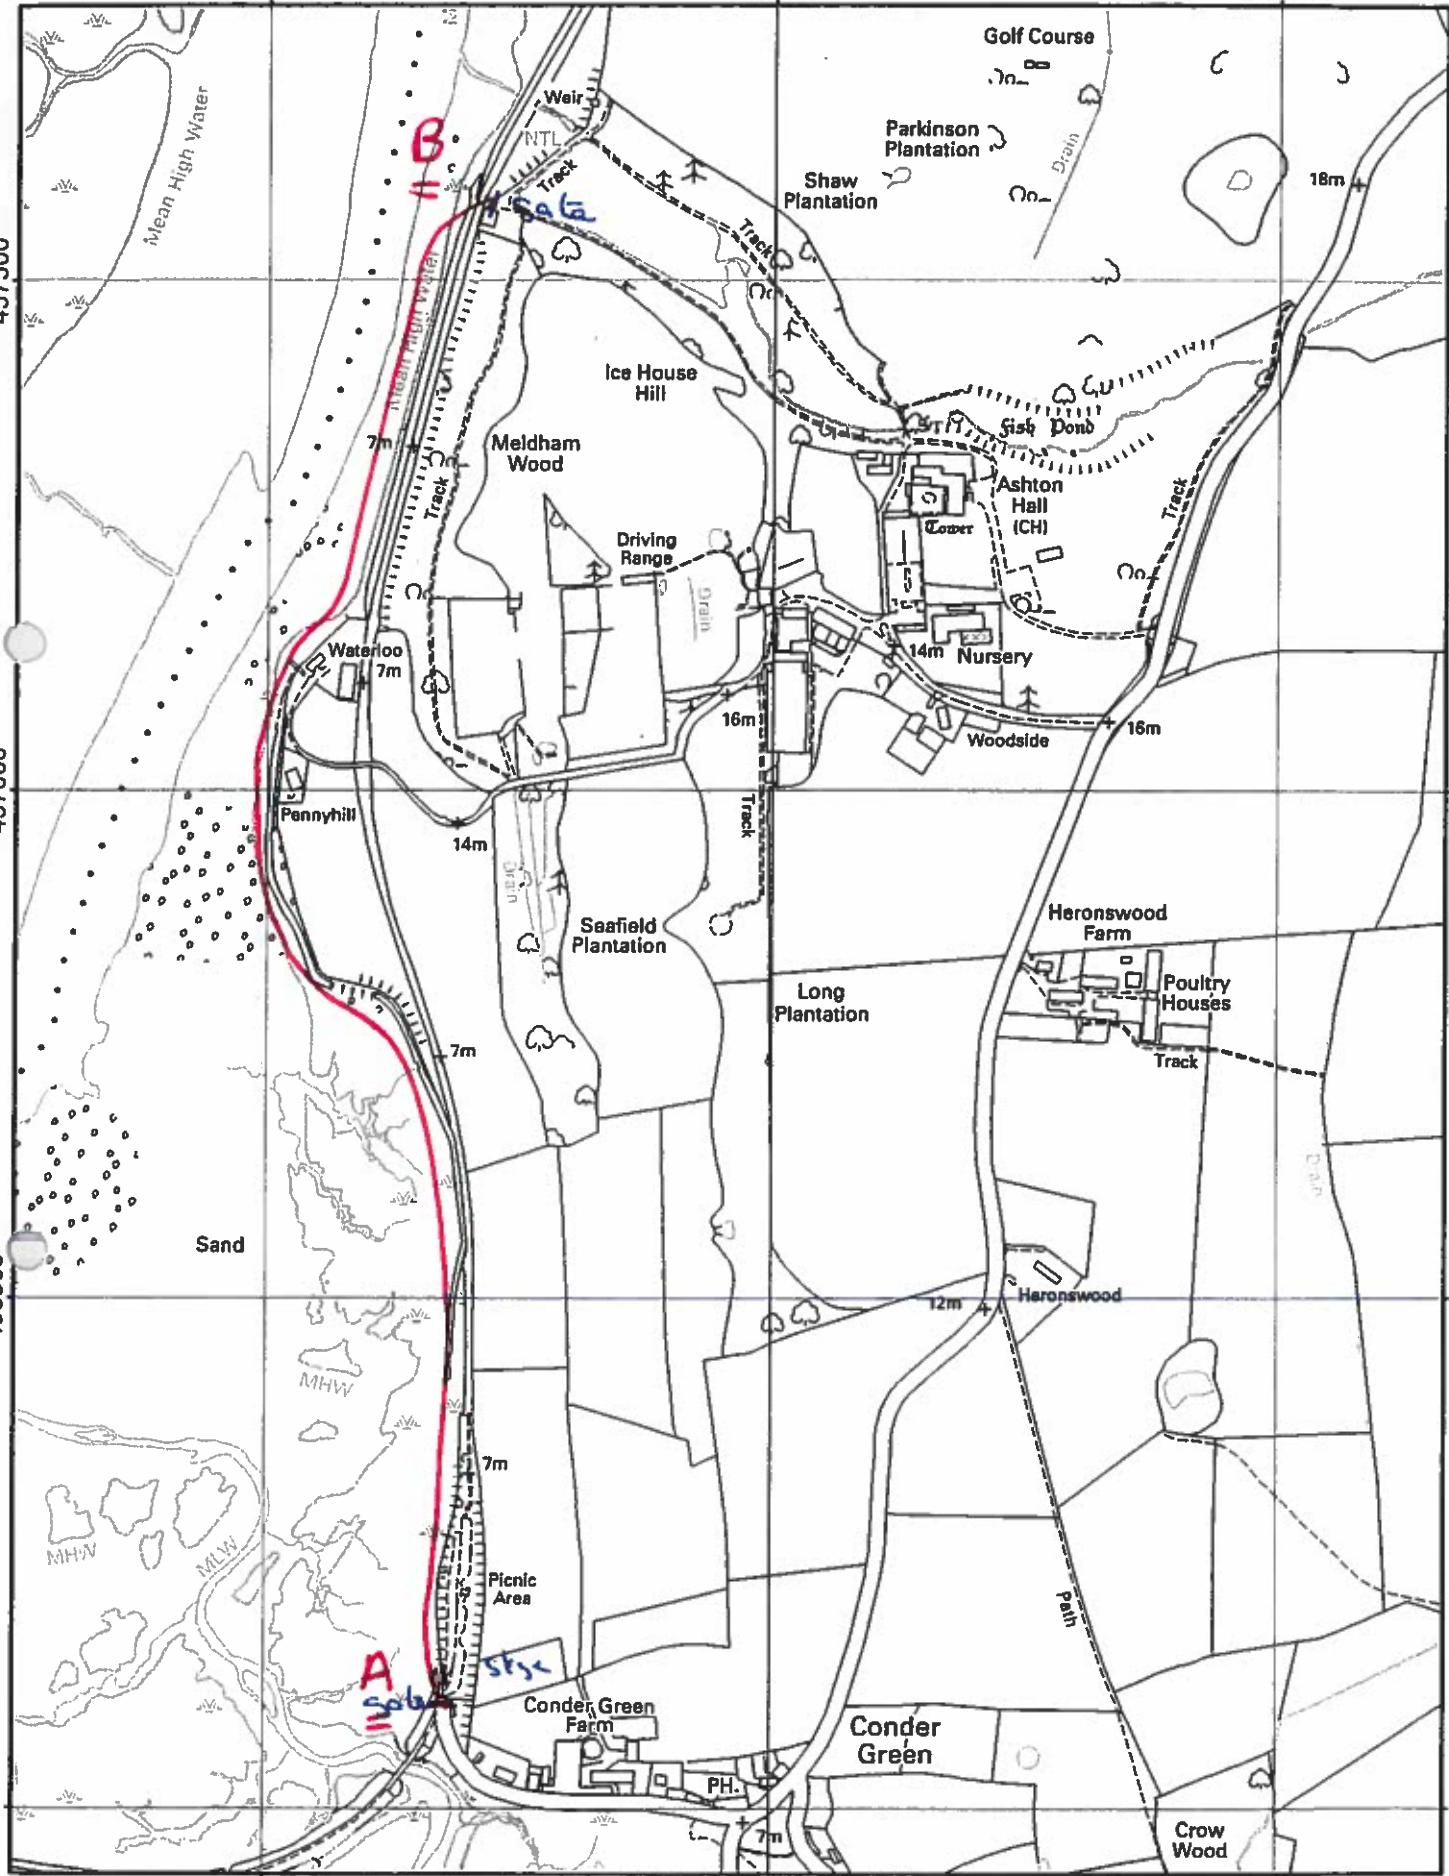 Golf Course
Weir
Mean High Water
B
NTL
Parkinson
Plantation
Drain
Track
Shaw
Plantation
18m
Track
Mean High Water
Ice House
Hill
7m
Meldham
Wood
Fish Pond
Track
Ashton
Hall
(CH)
Tower
Track
Driving
Range
Drain
Waterloo
7m
14m
Nursery
16m
Woodside
16m
Pennyhill
14m
Track
Drain
Seafield
Plantation
Heronswood
Farm
Long
Plantation
Poultry
Houses
7m
Track
Drain
Sand
12m
Heronswood
MHW
7m
MHW
MLW
Picnic
Area
Path
A
Conder Green
Farm
Conder
Green
PH
7m
Crow
Wood